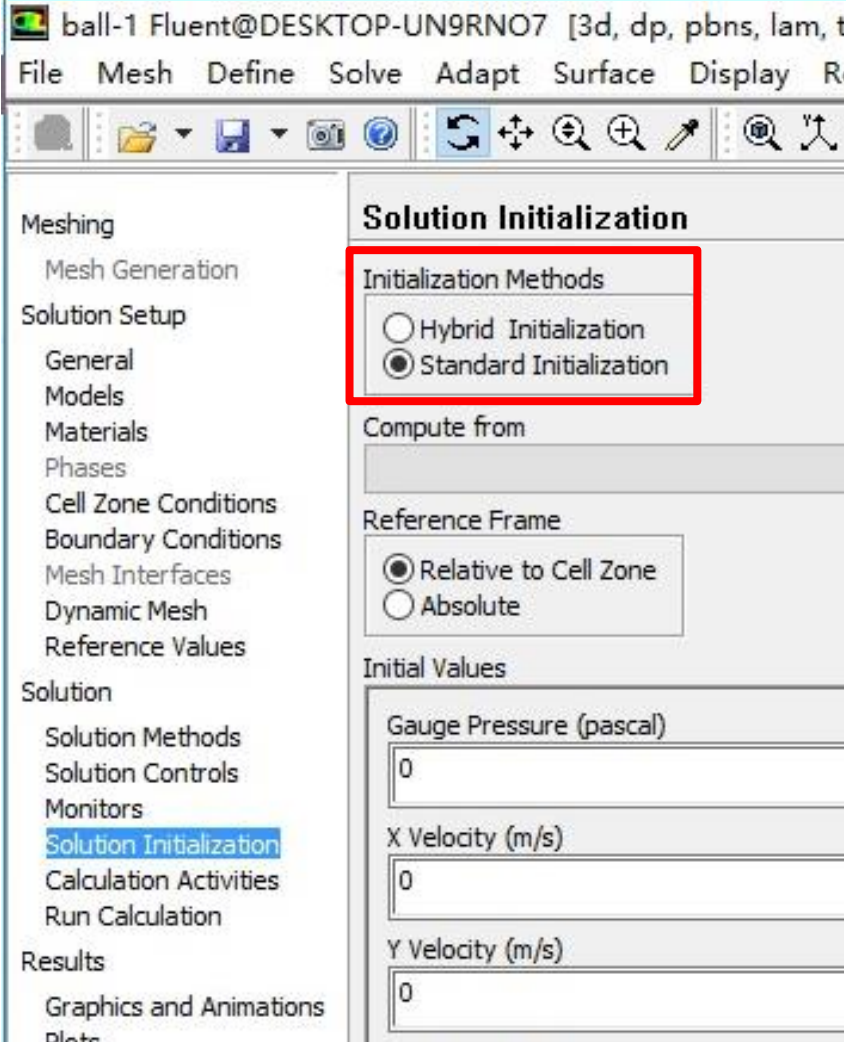 ball-1 Fluent@DESKTOP-UN9RNO7 [3d, dp, pbns, lam,
File Mesh Define Solve Adapt Surface Display
Meshing
Mesh Generation
Solution Setup
General
Models
Materials
Phases
Cell Zone Conditions
Boundary Conditions
Mesh Interfaces
Dynamic Mesh
Reference Values
Solution
Solution Methods
Solution Controls
Monitors
Solution Initialization
Calculation Activities
Run Calculation
Results
Graphics and Animations
Plots
Solution Initialization
Initialization Methods
Hybrid Initialization
Standard Initialization
Compute from
Reference Frame
Relative to Cell Zone
Absolute
Initial Values
Gauge Pressure (pascal)
0
X Velocity (m/s)
0
Y Velocity (m/s)
0